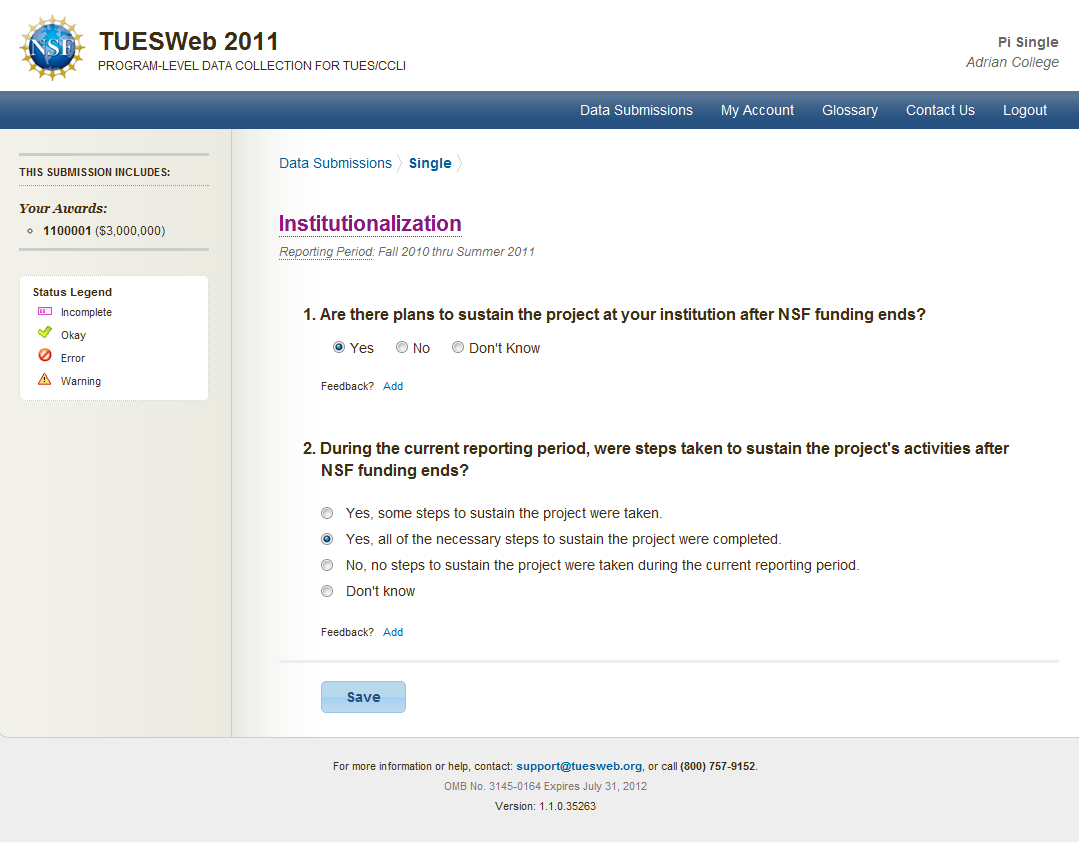 NSF
TUESWeb 2011
PROGRAM-LEVEL DATA COLLECTION FOR TUES/CCLI
Pi Single
Adrian College
Data Submissions My Account Glossary Contact Us Logout
THIS SUBMISSION INCLUDES:
Your Awards:
1100001 ($3,000,000)
Status Legend
Incomplete
Okay
Error
Warning
Data Submissions Single
Institutionalization
Reporting Period: Fall 2010 thru Summer 2011
1. Are there plans to sustain the project at your institution after NSF funding ends?
Yes No Don't Know
Feedback? Add
2. During the current reporting period, were steps taken to sustain the project's activities after
NSF funding ends?
Yes, some steps to sustain the project were taken.
Yes, all of the necessary steps to sustain the project were completed.
No, no steps to sustain the project were taken during the current reporting period.
Don't know
Feedback? Add
Save
For more information or help, contact: support@tuesweb.org, or call (800) 757-9152.
OMB No. 3145-0164 Expires July 31, 2012
Version: 1.1.0.35263